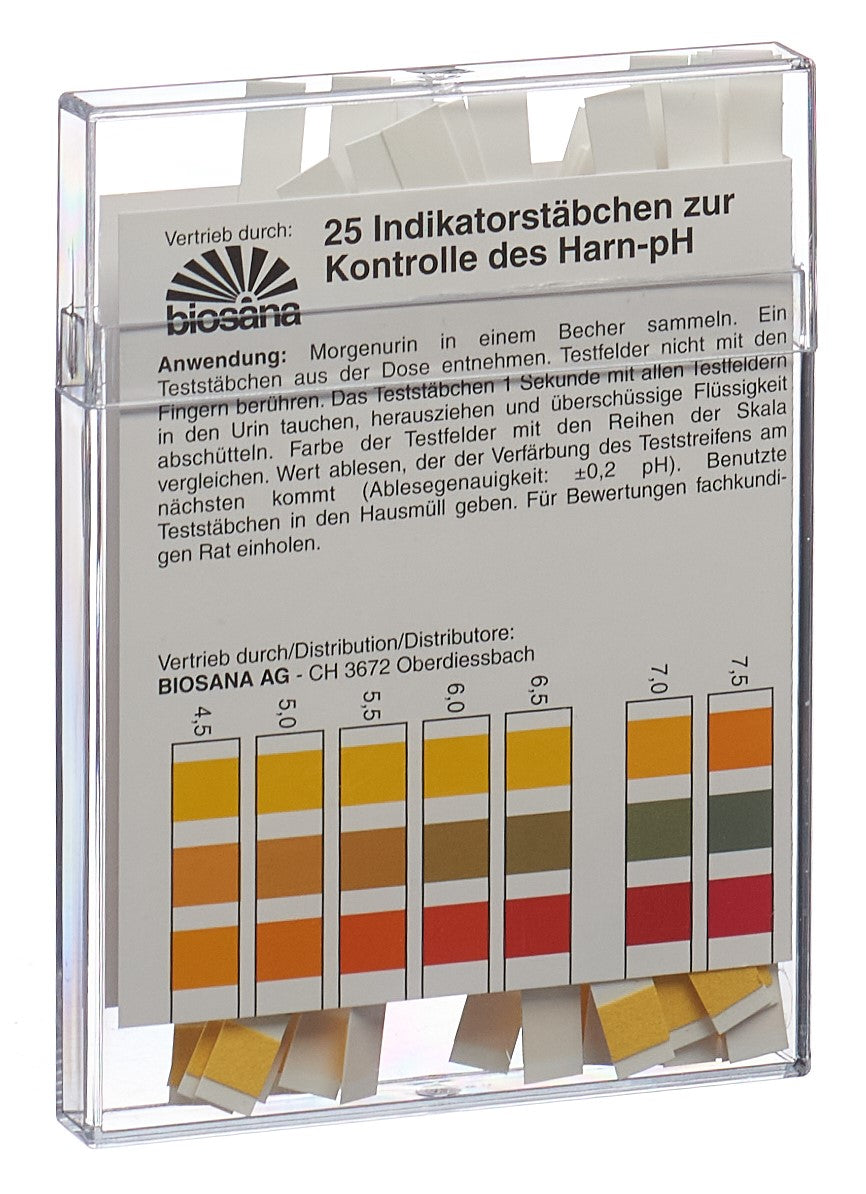 Vertrieb durch:
biosana
25 Indikatorstäbchen zur
Kontrolle des Harn-pH
Anwendung: Morgenurin in einem Becher sammeln. Ein
Teststäbchen aus der Dose entnehmen. Testfelder nicht mit den
Fingern berühren. Das Teststäbchen 1 Sekunde mit allen Testfeldern
in den Urin tauchen, herausziehen und überschüssige Flüssigkeit
abschütteln. Farbe der Testfelder mit den Reihen der Skala
vergleichen. Wert ablesen, der der Verfärbung des Teststreifens am
nächsten kommt (Ablesegenauigkeit: ±0,2 pH). Benutzte
Teststäbchen in den Hausmüll geben. Für Bewertungen fachkundi-
gen Rat einholen.
Vertrieb durch/Distribution/Distributore:
BIOSANA AG - CH 3672 Oberdiessbach
4,5 5,0 5,5 6,0 6,5 7,0 7,5